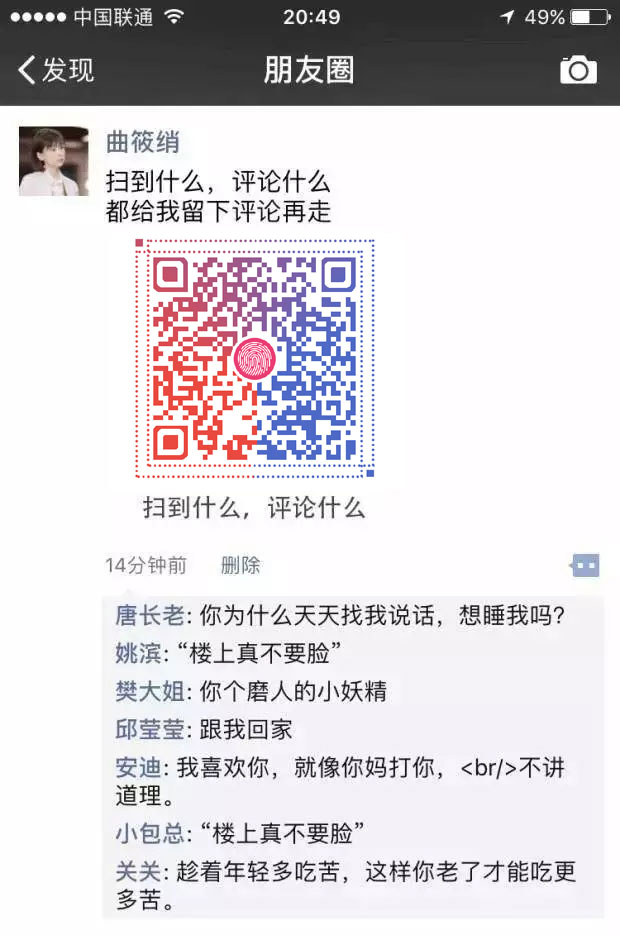 中国联通 20:49 49%
发现 朋友圈
曲筱绡
扫到什么，评论什么
都给我留下评论再走
扫到什么，评论什么
14分钟前 删除
唐长老: 你为什么天天找我说话，想睡我吗？
姚滨: “楼上真不要脸”
樊大姐: 你个磨人的小妖精
邱莹莹: 跟我回家
安迪: 我喜欢你，就像你妈打你，<br/>不讲
道理。
小包总: “楼上真不要脸”
关关: 趁着年轻多吃苦，这样你老了才能吃更
多苦。